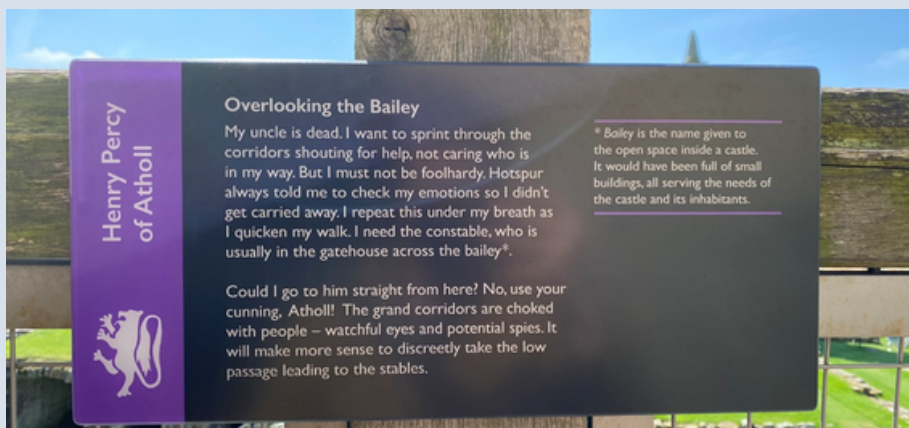 Henry Percy
of Atholl
Overlooking the Bailey
My uncle is dead. I want to sprint through the
corridors shouting for help, not caring who is
in my way. But I must not be foolhardy. Hotspur
always told me to check my emotions so I didn't
get carried away. I repeat this under my breath as
I quicken my walk. I need the constable, who is
usually in the gatehouse across the bailey*.
Could I go to him straight from here? No, use your
cunning, Atholl! The grand corridors are choked
with people – watchful eyes and potential spies. It
will make more sense to discreetly take the low
passage leading to the stables.
* Bailey is the name given to
the open space inside a castle.
It would have been full of small
buildings, all serving the needs of
the castle and its inhabitants.